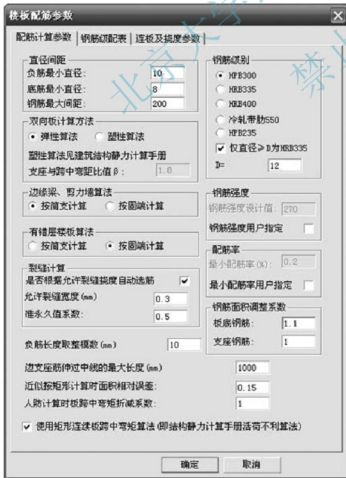 楼板配筋参数
配筋计算参数 钢筋级配表 连板及挠度参数
直径间距
负筋最小直径: 10
底筋最小直径: 8
钢筋最大间距: 200
双向板计算方法
弹性算法 塑性算法
塑性算法见建筑结构静力计算手册
支座与跨中弯矩比值β: 1.8
边缘梁、剪力墙算法
按简支计算 按固端计算
有错层楼板算法
按简支计算 按固端计算
裂缝计算
是否根据允许裂缝挠度自动选筋
允许裂缝宽度(mm) 0.3
准永久值系数: 0.5
钢筋级别
HPB300
HRB335
HRB400
冷轧带肋550
HPB235
仅直径≥D为HRB335
D= 12
钢筋强度
钢筋强度设计值: 270
钢筋强度用户指定
配筋率
最小配筋率(%): 0.2
最小配筋率用户指定
钢筋面积调整系数
板底钢筋: 1.1
支座钢筋: 1
负筋长度取整模数(mm) 10
边支座筋伸过中线的最大长度(mm) 1000
近似按矩形计算时面积相对误差: 0.15
人防计算时板跨中弯矩折减系数: 1
使用矩形连续板跨中弯矩算法(即结构静力计算手册活荷不利算法)
确定 取消